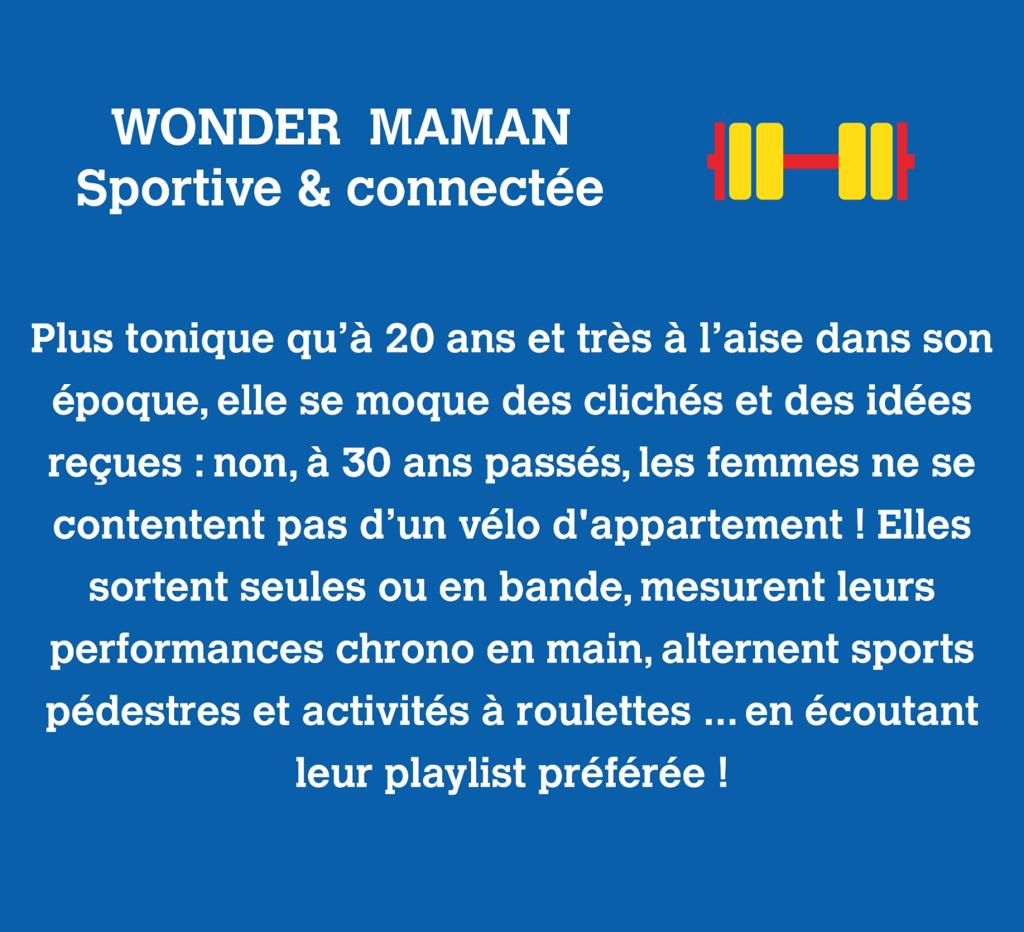 WONDER MAMAN
Sportive & connectée
Plus tonique qu’à 20 ans et très à l’aise dans son
époque, elle se moque des clichés et des idées
reçues : non, à 30 ans passés, les femmes ne se
contentent pas d’un vélo d'appartement ! Elles
sortent seules ou en bande, mesurent leurs
performances chrono en main, alternent sports
pédestres et activités à roulettes ... en écoutant
leur playlist préférée !